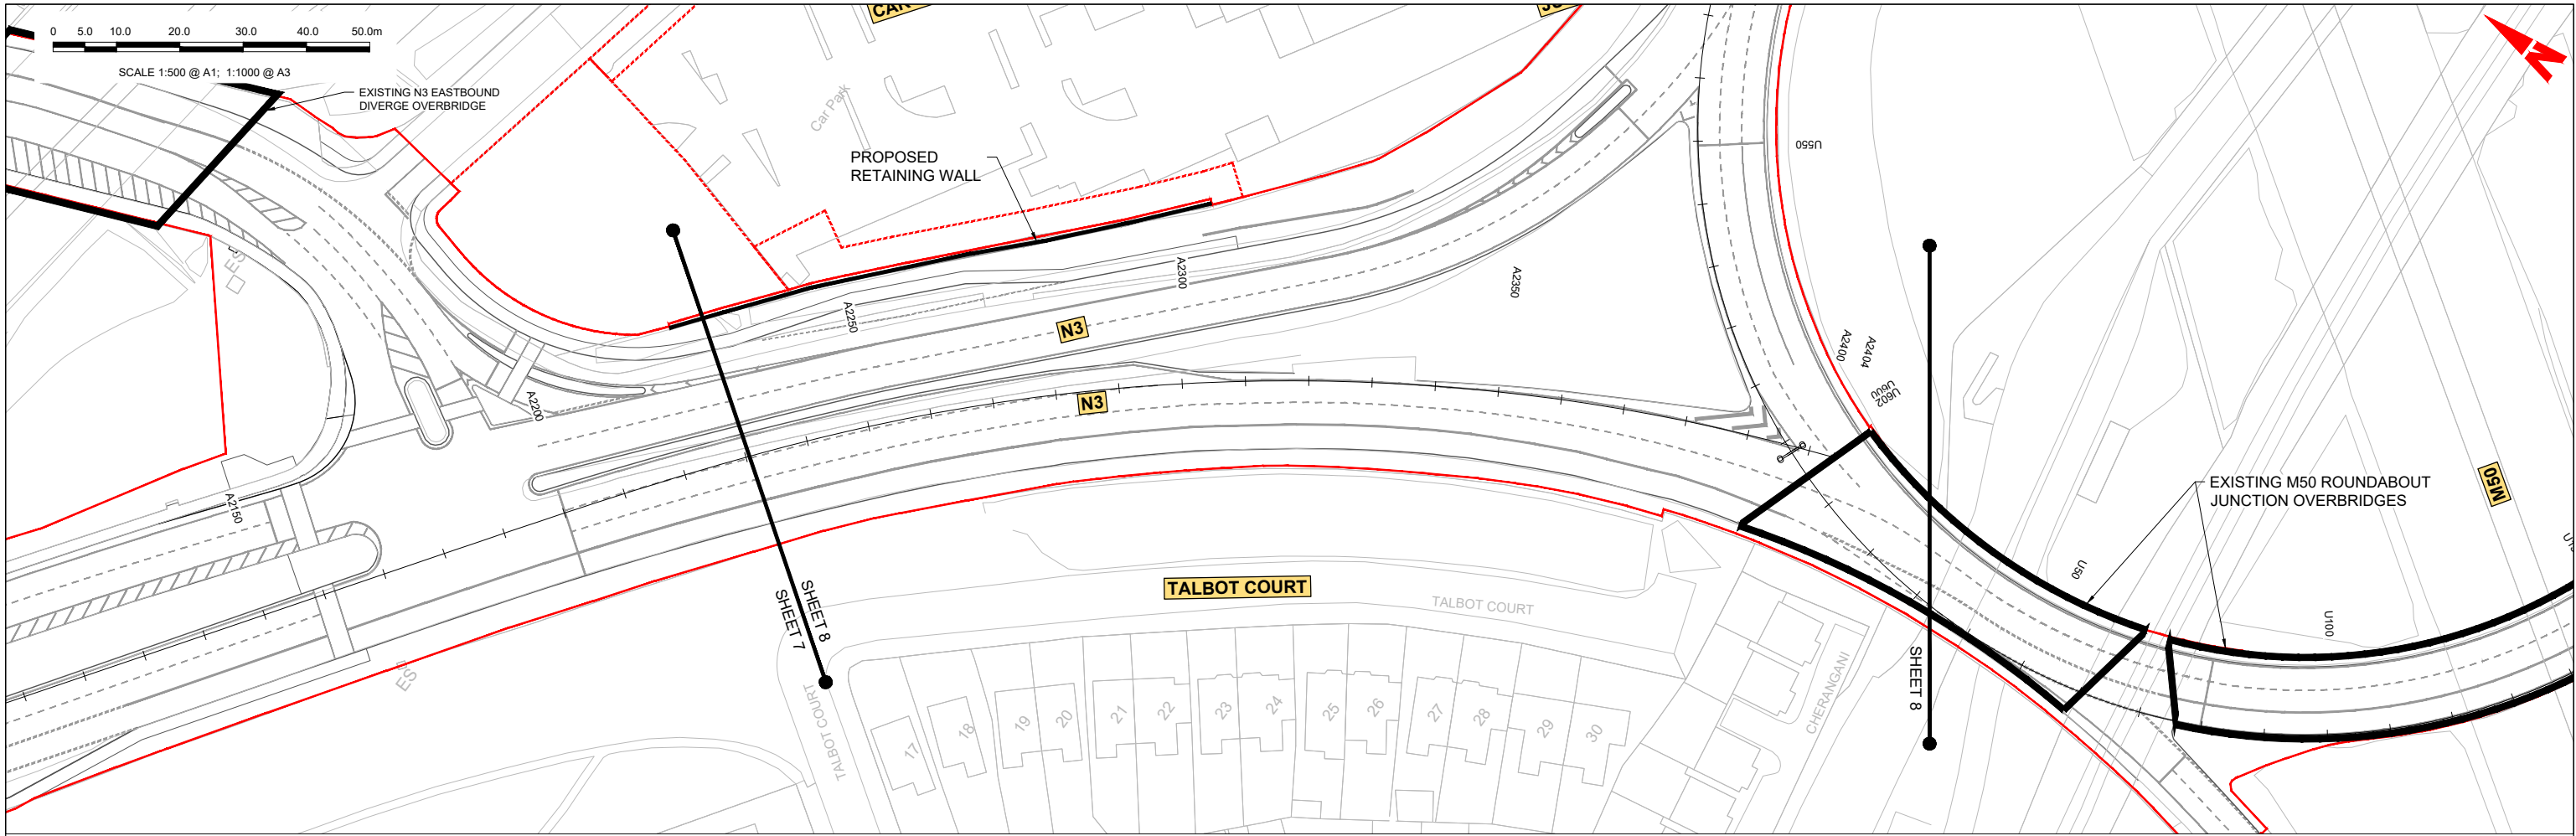 0 5.0 10.0 20.0 30.0 40.0 50.0m
SCALE 1:500 @ A1; 1:1000 @ A3
EXISTING N3 EASTBOUND
DIVERGE OVERBRIDGE
Car Park
PROPOSED
RETAINING WALL
N
U550
ES
A2150
A2200
A2250
A2300
A2350
A2400
A2404
U600
U602
N3
N3
M50
EXISTING M50 ROUNDABOUT
JUNCTION OVERBRIDGES
U50
U100
SHEET 8
SHEET 7
SHEET 8
TALBOT COURT
TALBOT COURT
TALBOT COURT
CHERANGANI
ES
17
18
19
20
21
22
23
24
25
26
27
28
29
30